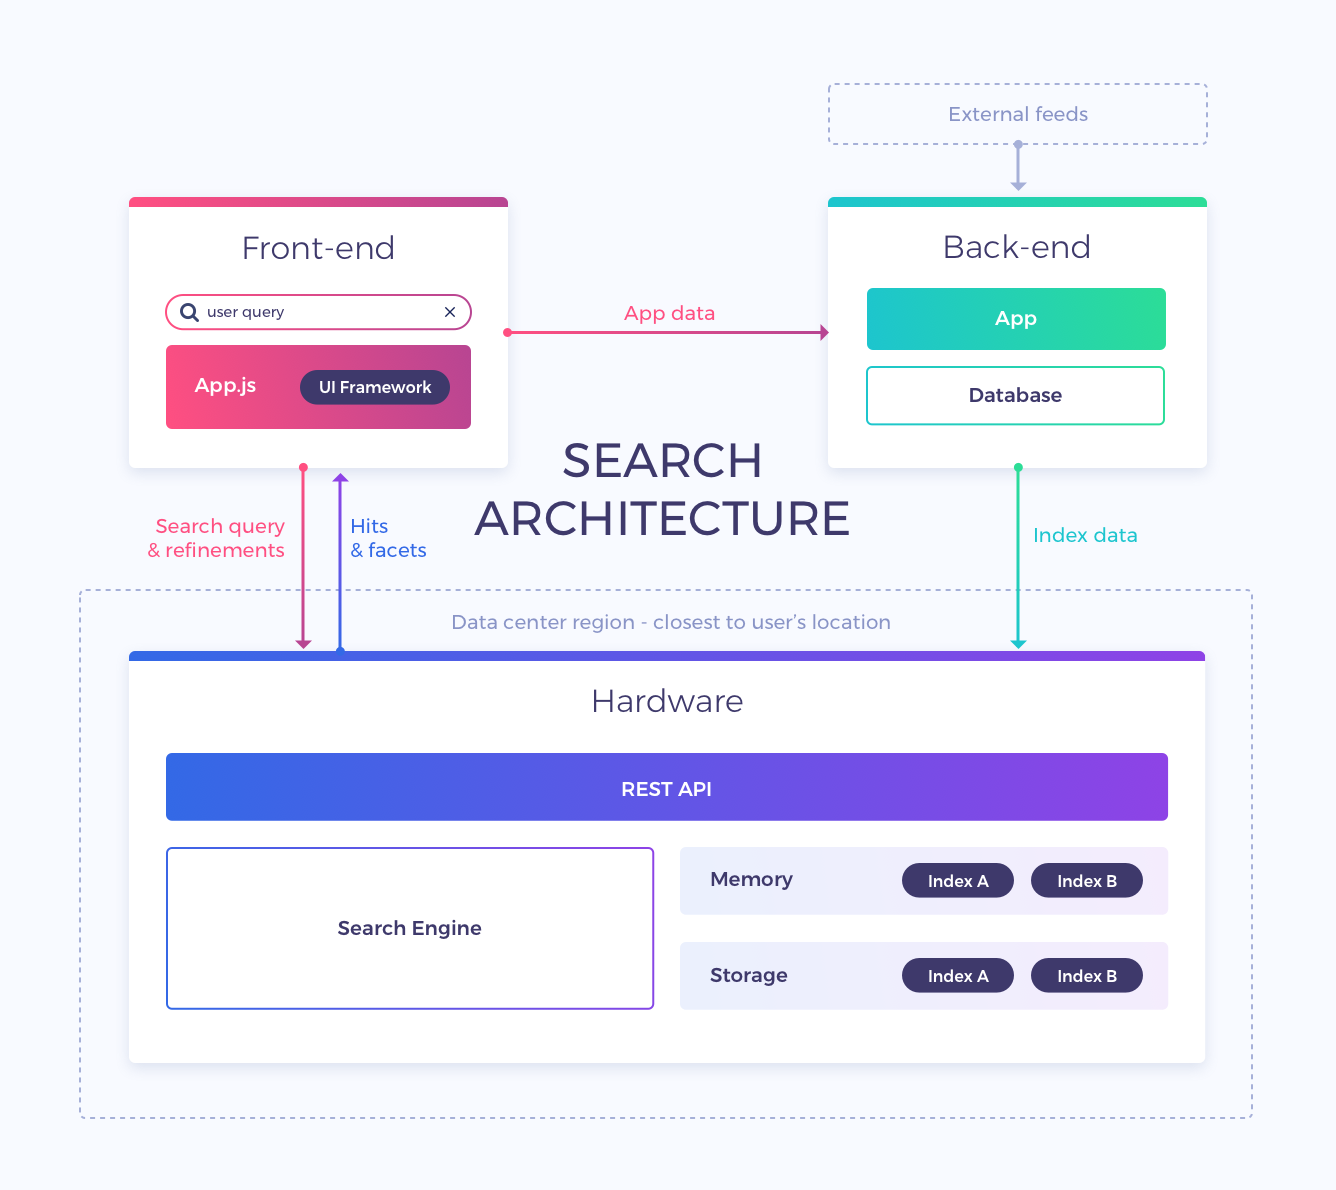 External feeds
Front-end
user query
App.js
UI Framework
App data
Back-end
App
Database
SEARCH
ARCHITECTURE
Search query
& refinements
Hits
& facets
Index data
Data center region - closest to user’s location
Hardware
REST API
Search Engine
Memory
Index A
Index B
Storage
Index A
Index B